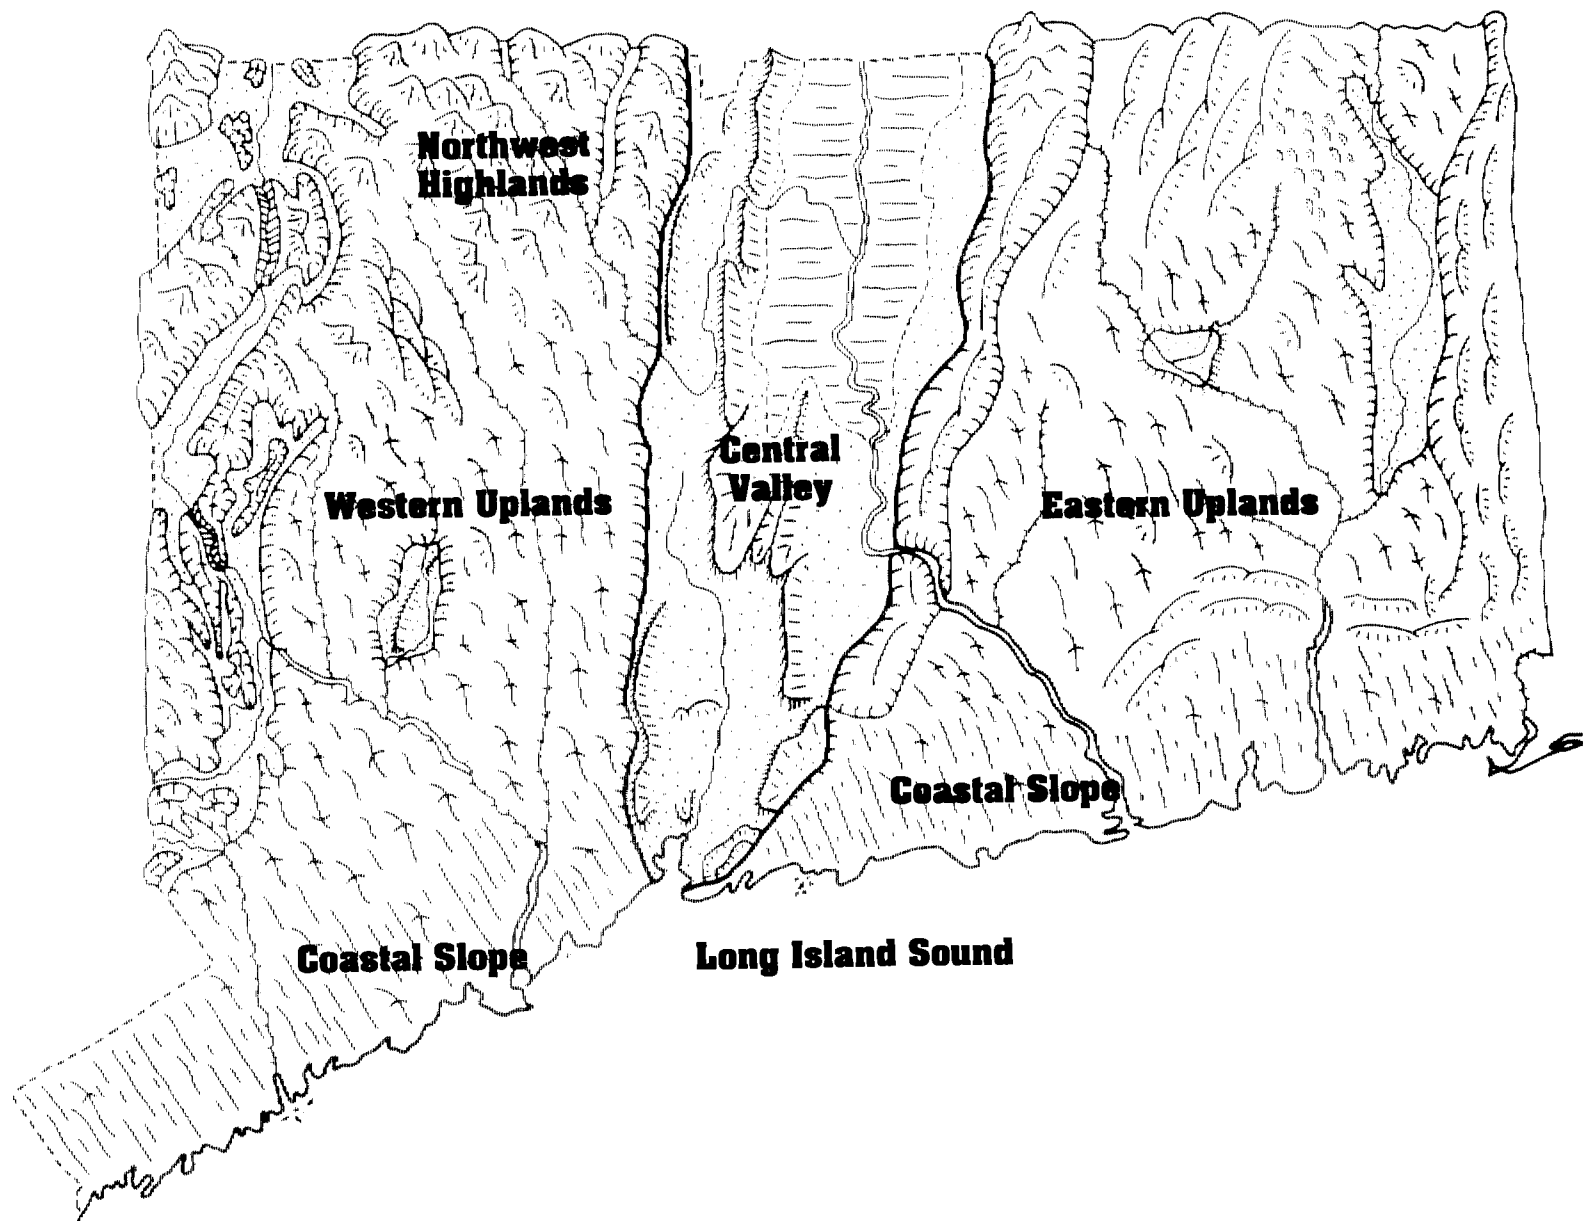 Northwest
Highlands
Central
Valley
Western Uplands
Eastern Uplands
Coastal Slope
Coastal Slope
Long Island Sound